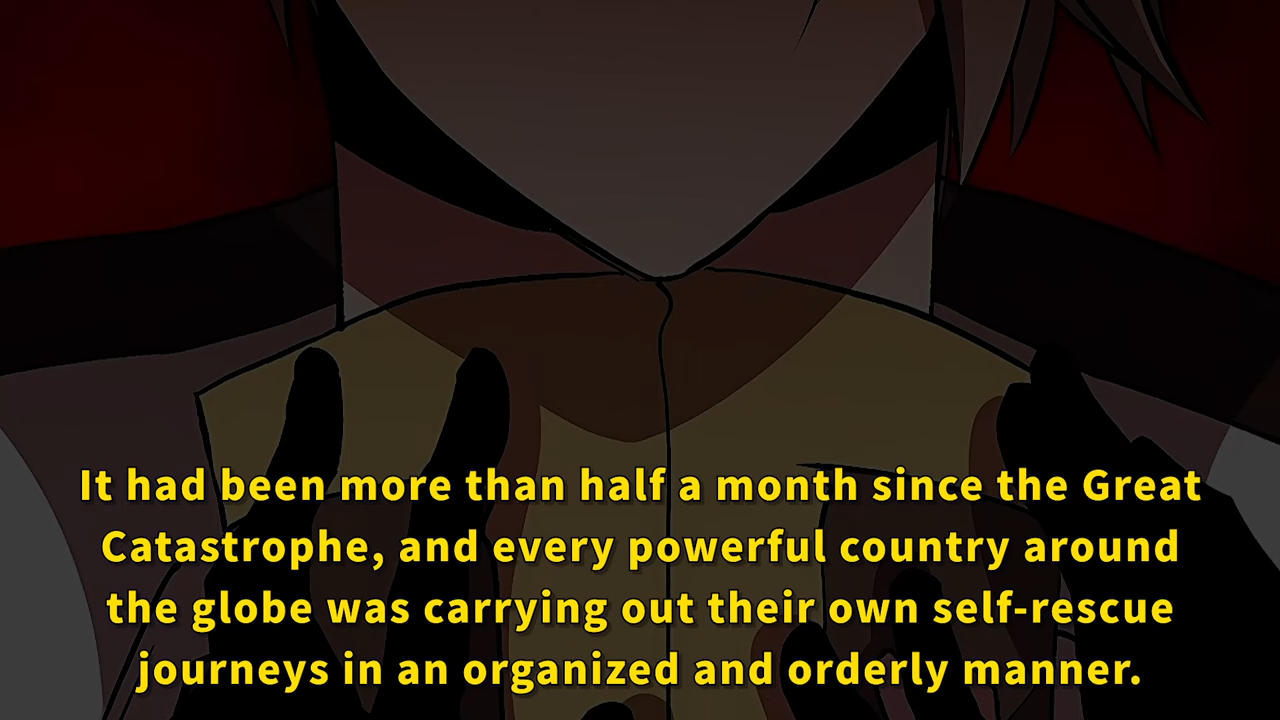 It had been more than half a month since the Great
Catastrophe, and every powerful country around
the globe was carrying out their own self-rescue
journeys in an organized and orderly manner.